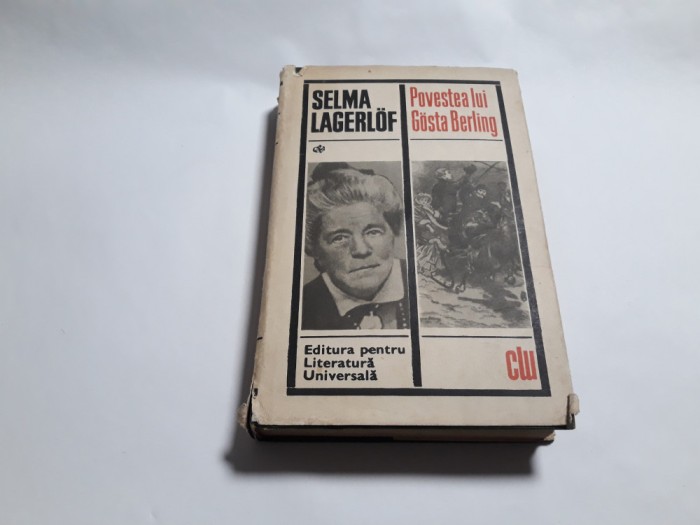 SELMA
LAGERLÖF
Povestea lui
Gösta Berling
Editura pentru
Literatură
Universală
clu